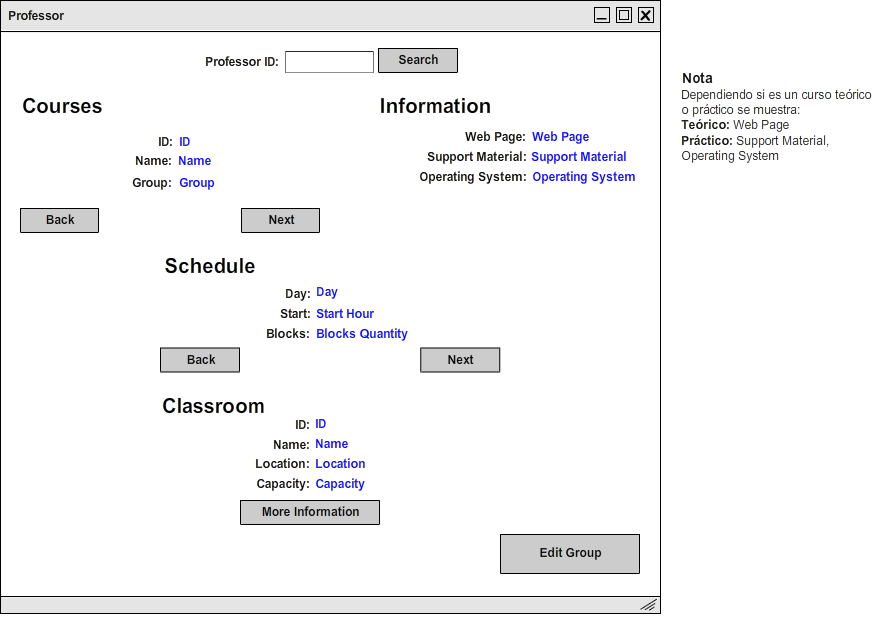 Professor
Professor ID:
Search
Courses
ID: ID
Name: Name
Group: Group
Back
Next
Information
Web Page: Web Page
Support Material: Support Material
Operating System: Operating System
Schedule
Day: Day
Start: Start Hour
Blocks: Blocks Quantity
Back
Next
Classroom
ID: ID
Name: Name
Location: Location
Capacity: Capacity
More Information
Edit Group
Nota
Dependiendo si es un curso teórico
o práctico se muestra:
Teórico: Web Page
Práctico: Support Material,
Operating System